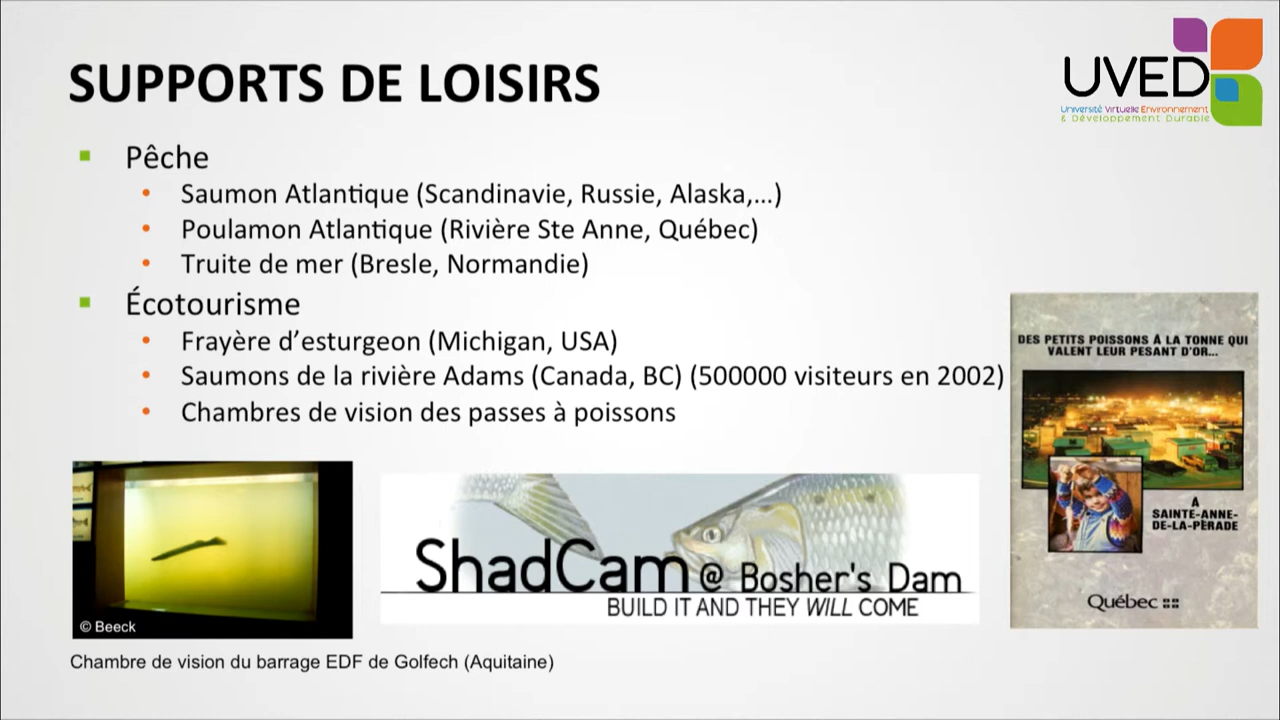 SUPPORTS DE LOISIRS
UVED
Université Virtuelle Environnement
& Développement Durable
Pêche
Saumon Atlantique (Scandinavie, Russie, Alaska,...)
Poulamon Atlantique (Rivière Ste Anne, Québec)
Truite de mer (Bresle, Normandie)
Écotourisme
Frayère d'esturgeon (Michigan, USA)
Saumons de la rivière Adams (Canada, BC) (500000 visiteurs en 2002)
Chambres de vision des passes à poissons
DES PETITS POISSONS À LA TONNE QUI
VALENT LEUR PESANT D'OR...
A
SAINTE-ANNE-
DE-LA-PÉRADE
Québec
ShadCam @ Bosher's Dam
BUILD IT AND THEY WILL COME
© Beeck
Chambre de vision du barrage EDF de Golfech (Aquitaine)